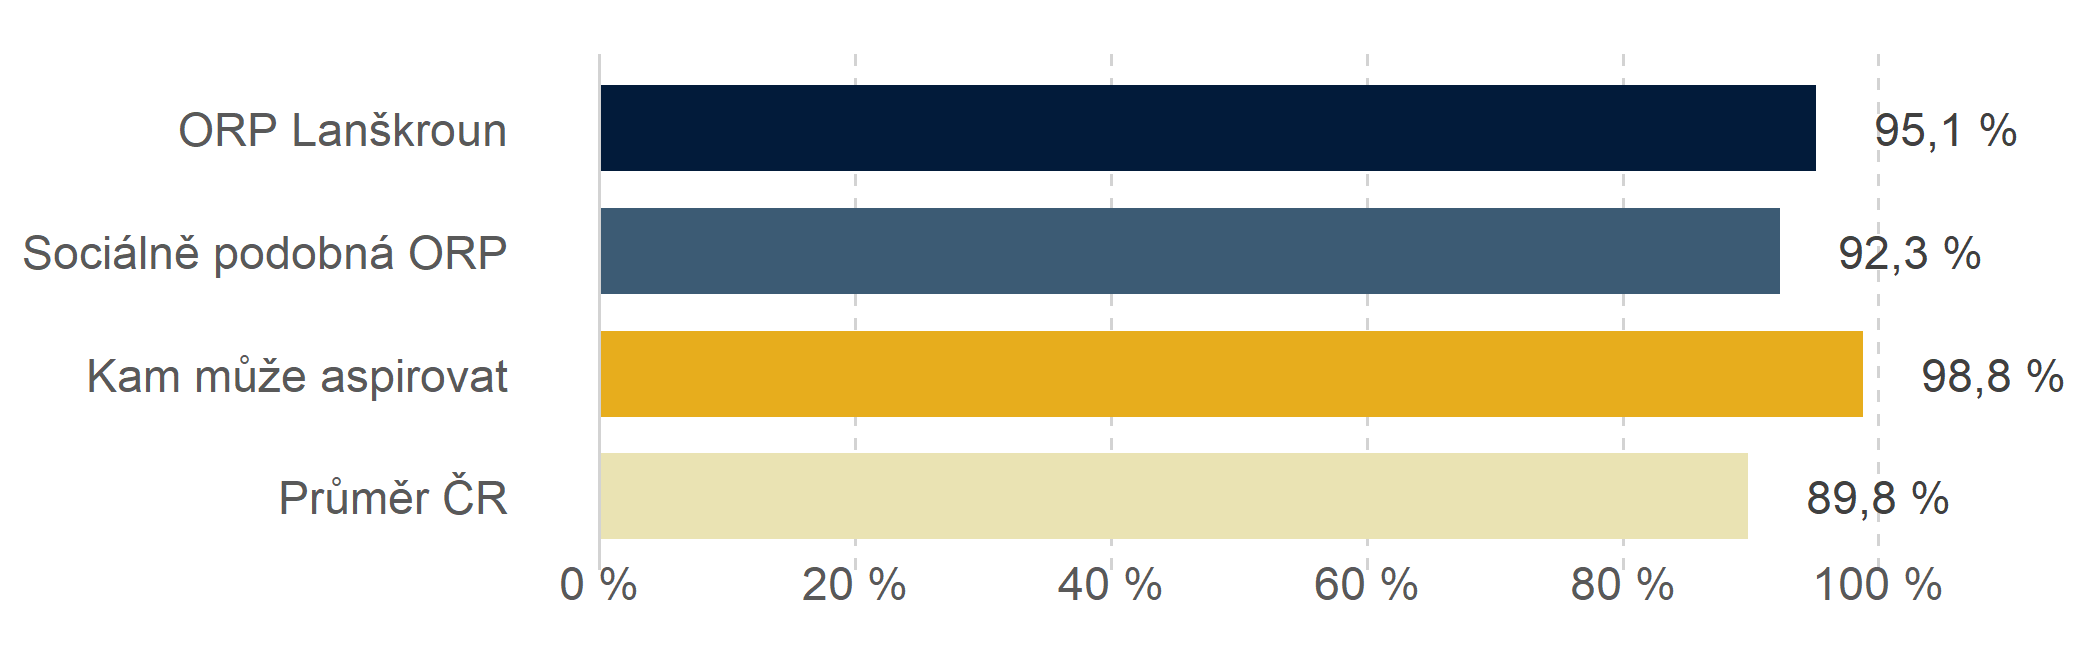 ORP Lanškroun 95,1 %
Sociálně podobná ORP 92,3 %
Kam může aspirovat 98,8 %
Průměr ČR 89,8 %
0 % 20 % 40 % 60 % 80 % 100 %